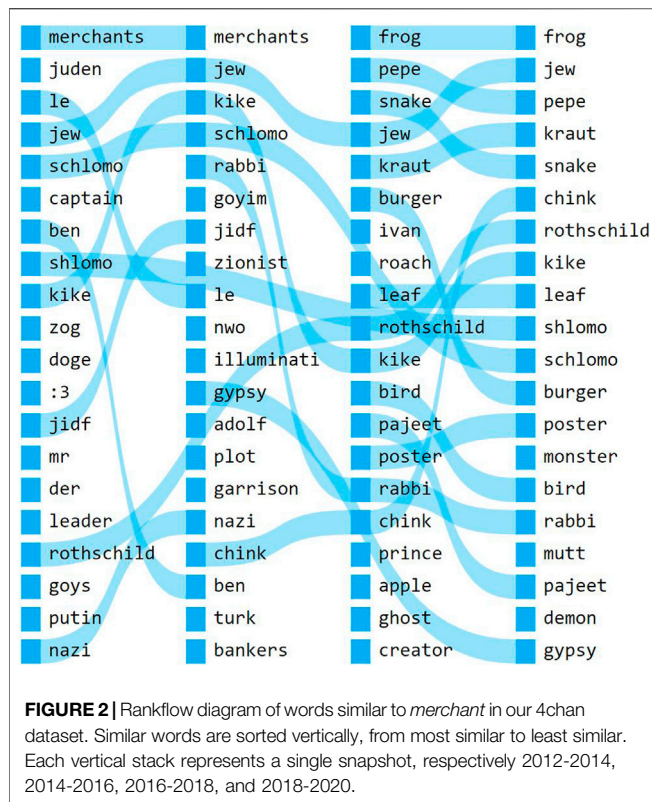 merchants merchants frog frog
juden jew pepe jew
le kike snake pepe
jew schlomo jew kraut
schlomo rabbi kraut snake
captain goyim burger chink
ben jidf ivan rothschild
shlomo zionist roach kike
kike le leaf leaf
zog nwo rothschild shlomo
doge illuminati kike schlomo
:3 gypsy bird burger
jidf adolf pajeet poster
mr plot poster monster
der garrison rabbi bird
leader nazi chink rabbi
rothschild chink prince mutt
goys ben apple pajeet
putin turk ghost demon
nazi bankers creator gypsy
FIGURE 2 | Rankflow diagram of words similar to merchant in our 4chan
dataset. Similar words are sorted vertically, from most similar to least similar.
Each vertical stack represents a single snapshot, respectively 2012-2014,
2014-2016, 2016-2018, and 2018-2020.